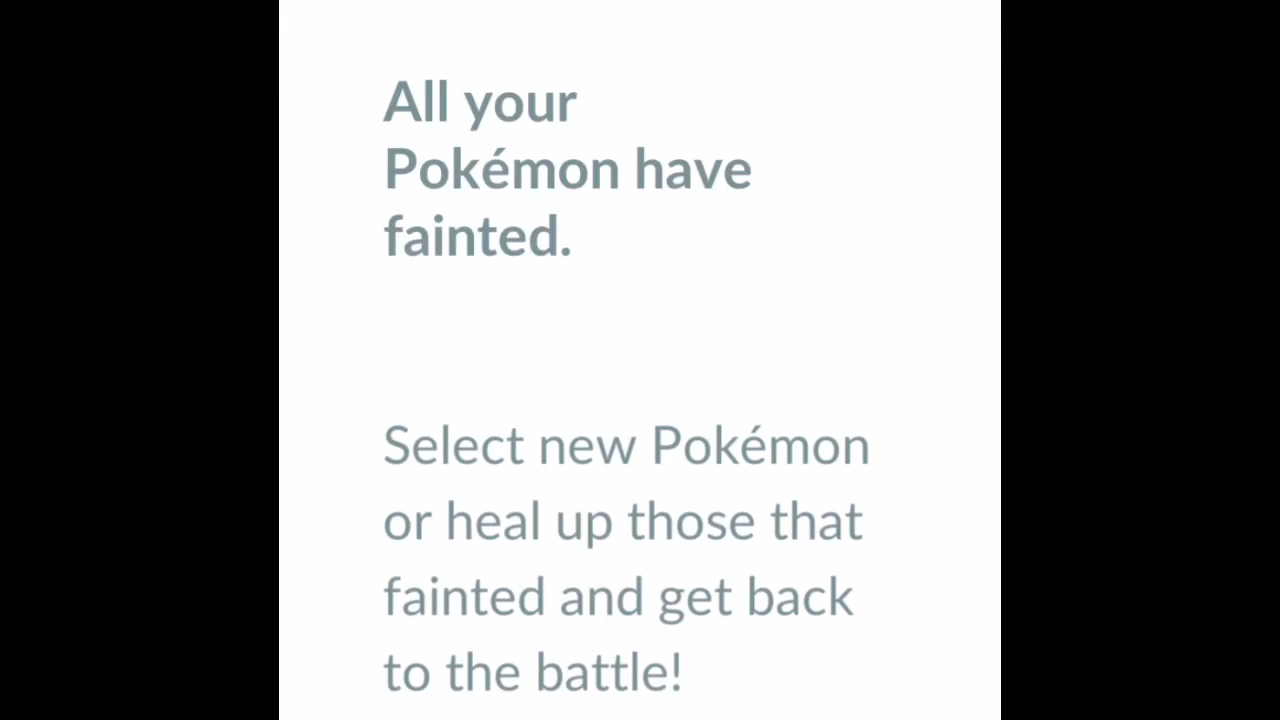 All your
Pokémon have
fainted.
Select new Pokémon
or heal up those that
fainted and get back
to the battle!